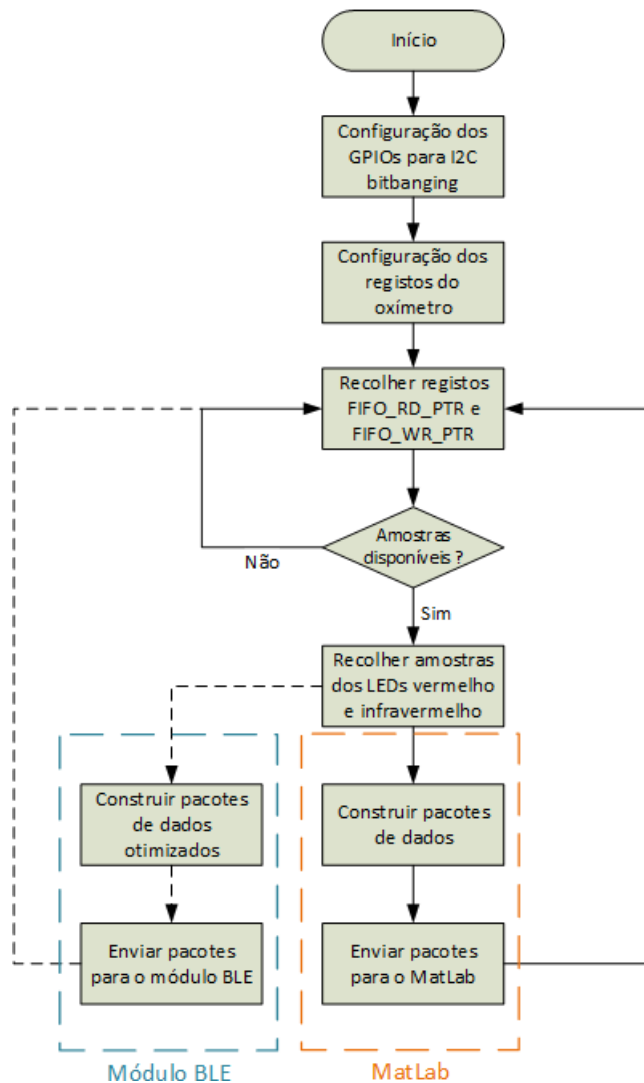 Início
Configuração dos
GPIOs para I2C
bitbanging
Configuração dos
registos do
oxímetro
Recolher registos
FIFO_RD_PTR e
FIFO_WR_PTR
Amostras
disponíveis ?
Não
Sim
Recolher amostras
dos LEDs vermelho
e infravermelho
Construir pacotes
de dados
otimizados
Construir pacotes
de dados
Enviar pacotes
para o módulo BLE
Enviar pacotes
para o MatLab
Módulo BLE
MatLab